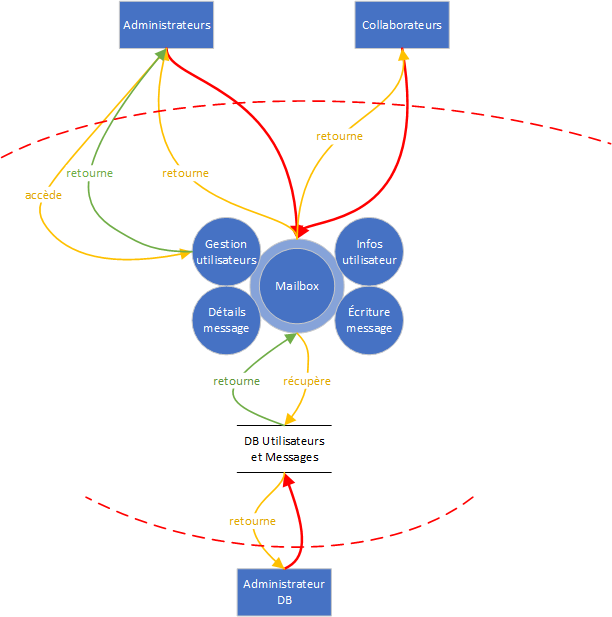 Administrateurs
Collaborateurs
retourne
retourne
retourne
accède
Gestion
utilisateurs
Infos
utilisateur
Mailbox
Détails
message
Écriture
message
retourne
récupère
DB Utilisateurs
et Messages
retourne
Administrateur
DB